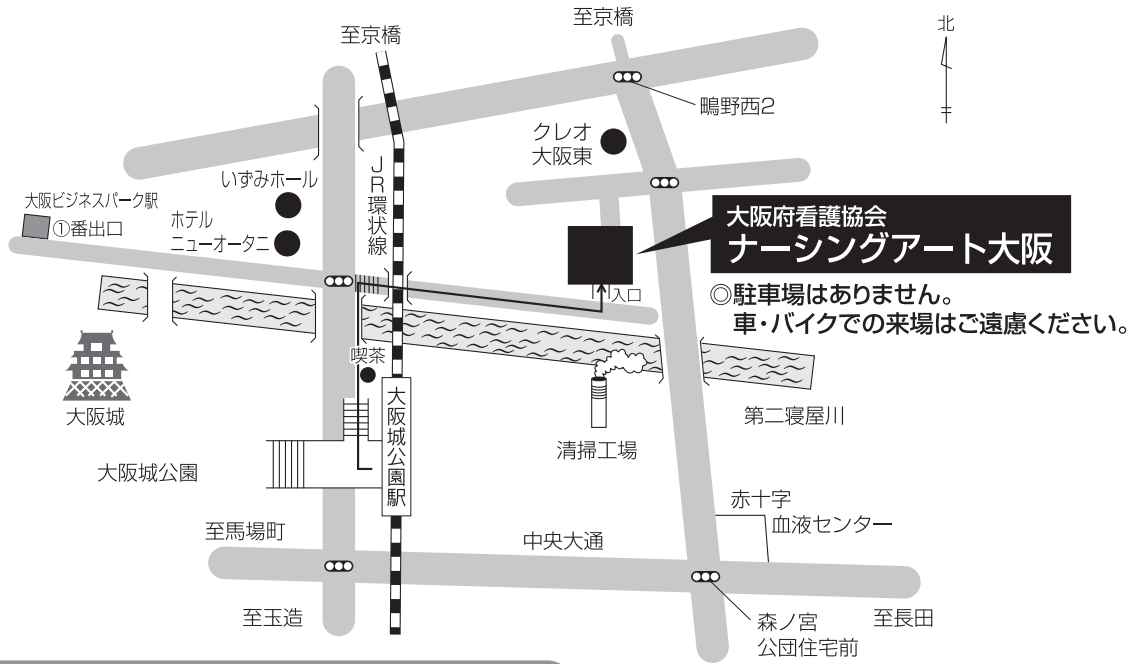 至京橋
北
至京橋
鴫野西2
クレオ
大阪東
JR環状線
いずみホール
大阪ビジネスパーク駅
①番出口
ホテル
ニューオータニ
大阪府看護協会
ナーシングアート大阪
入口
◎駐車場はありません。
車・バイクでの来場はご遠慮ください。
喫茶
大阪城
大阪城公園駅
第二寝屋川
清掃工場
大阪城公園
赤十字
血液センター
至馬場町
中央大通
至玉造
森ノ宮
公団住宅前
至長田